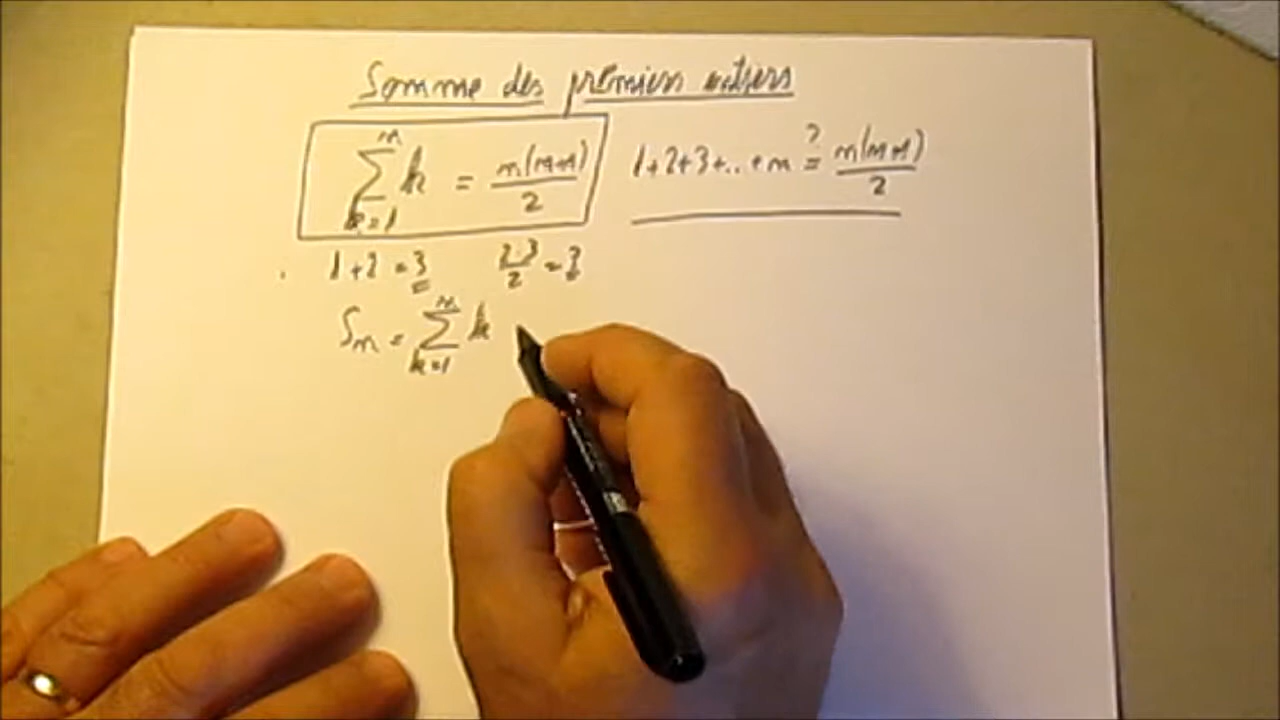 Somme des premiers entiers
∑_{k=1}^{n} k = n(n+1)/2    1+2+3+..+n ≟ n(n+1)/2
. 1+2 = 3    2·3/2 = 3
S_n = ∑_{k=1}^{n} k